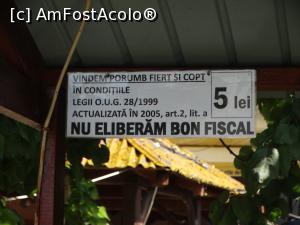 [c] AmFostAcolo®
VINDEM PORUMB FIERT SI COPT
ÎN CONDIȚIILE
LEGII O.U.G. 28/1999
ACTUALIZATĂ ÎN 2005, art.2, lit. a
5 lei
NU ELIBERĂM BON FISCAL